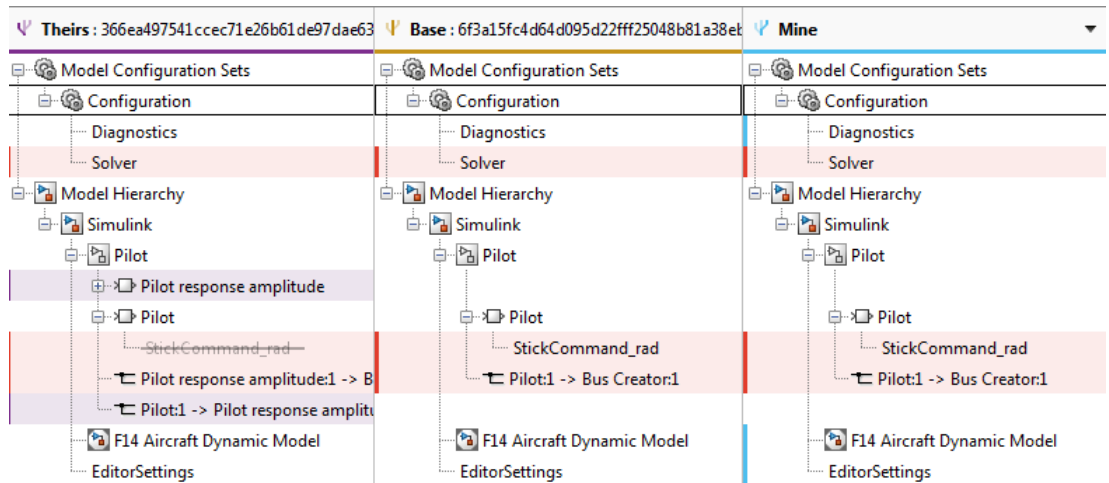 Theirs : 366ea497541ccec71e26b61de97dae63
Base : 6f3a15fc4d64d095d22fff25048b81a38eb
Mine
Model Configuration Sets
Model Configuration Sets
Model Configuration Sets
Configuration
Configuration
Configuration
Diagnostics
Diagnostics
Diagnostics
Solver
Solver
Solver
Model Hierarchy
Model Hierarchy
Model Hierarchy
Simulink
Simulink
Simulink
Pilot
Pilot
Pilot
Pilot response amplitude
Pilot
Pilot
Pilot
StickCommand_rad
StickCommand_rad
StickCommand_rad
Pilot response amplitude:1 -> B
Pilot:1 -> Bus Creator:1
Pilot:1 -> Bus Creator:1
Pilot:1 -> Pilot response amplitu
F14 Aircraft Dynamic Model
F14 Aircraft Dynamic Model
F14 Aircraft Dynamic Model
EditorSettings
EditorSettings
EditorSettings